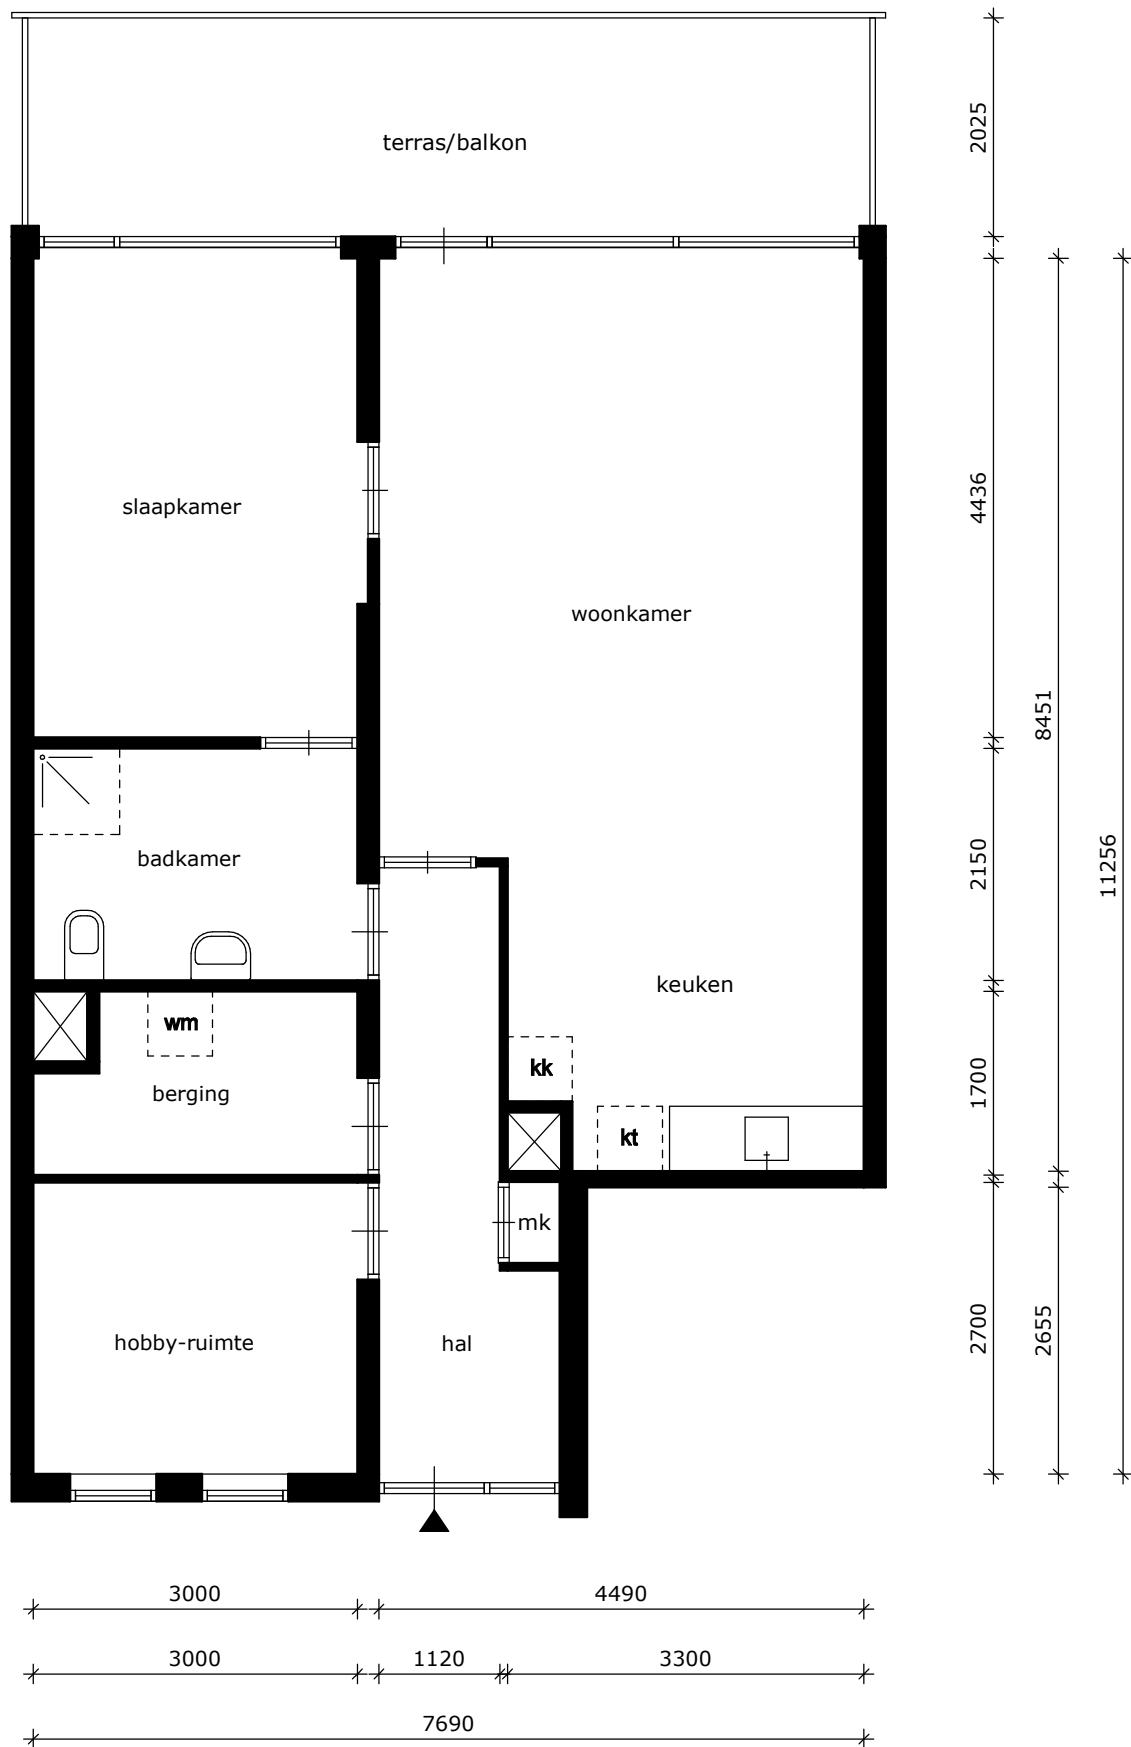 terras/balkon
2025
slaapkamer
4436
woonkamer
8451
badkamer
2150
11256
keuken
wm
kk
berging
1700
kt
mk
hobby-ruimte
hal
2700
2655
3000
4490
3000
1120
3300
7690